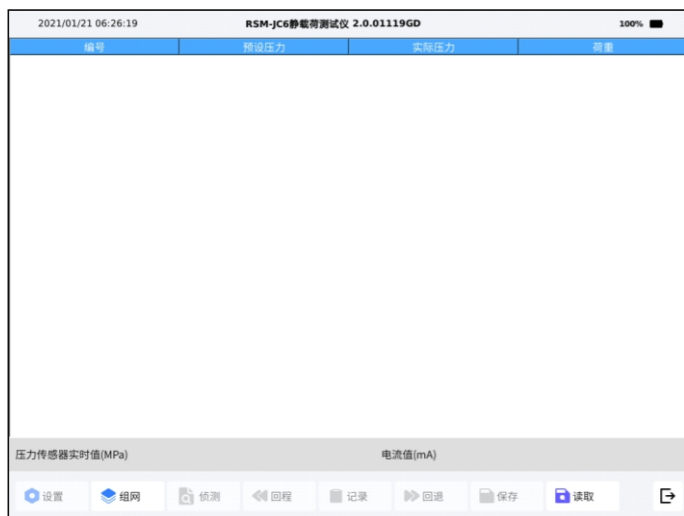 2021/01/21 06:26:19 RSM-JC6静载荷测试仪 2.0.01119GD 100%
编号 预设压力 实际压力 荷重
压力传感器实时值(MPa) 电流值(mA)
设置 组网 侦测 回程 记录 回退 保存 读取